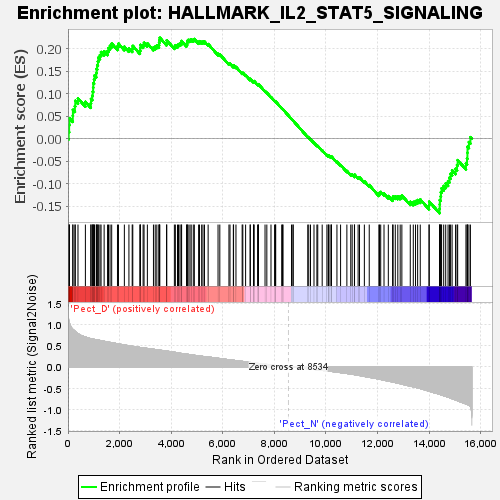 Enrichment plot: HALLMARK_IL2_STAT5_SIGNALING
Enrichment score (ES)
0.20
0.15
0.10
0.05
0.00
-0.05
-0.10
-0.15
'Pect_D' (positively correlated)
Ranked list metric (Signal2Noise)
1.5
1.0
0.5
0.0
-0.5
-1.0
-1.5
Zero cross at 8534
'Pect_N' (negatively correlated)
0 2,000 4,000 6,000 8,000 10,000 12,000 14,000 16,000
Rank in Ordered Dataset
Enrichment profile Hits Ranking metric scores